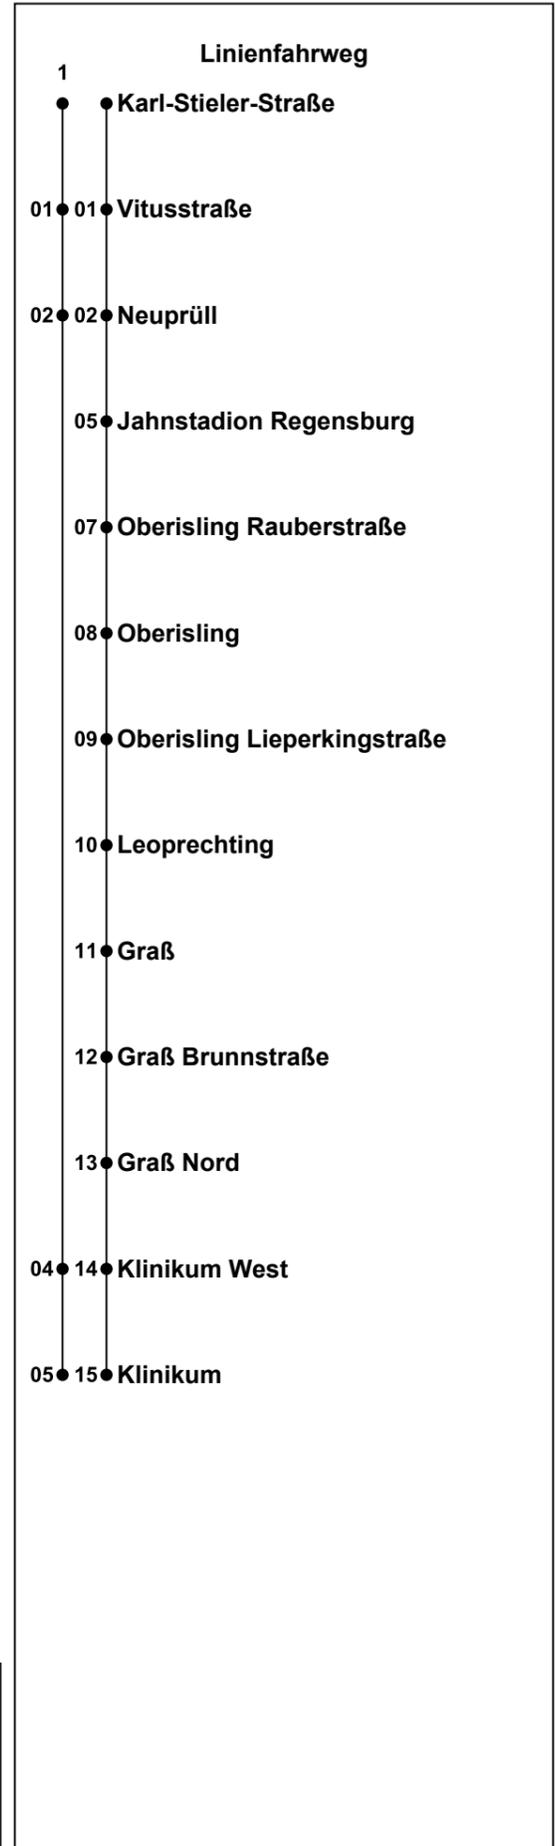 Linienfahrweg
1
Karl-Stieler-Straße
01 01 Vitusstraße
02 02 Neuprüll
05 Jahnstadion Regensburg
07 Oberisling Rauberstraße
08 Oberisling
09 Oberisling Lieperkingstraße
10 Leoprechting
11 Graß
12 Graß Brunnstraße
13 Graß Nord
04 14 Klinikum West
05 15 Klinikum